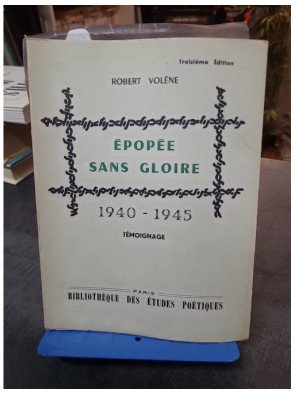 Troisième Édition
ROBERT VOLÈNE
ÉPOPÉE
SANS GLOIRE
1940 - 1945
TÉMOIGNAGE
PARIS
BIBLIOTHÈQUE DES ÉTUDES POÉTIQUES